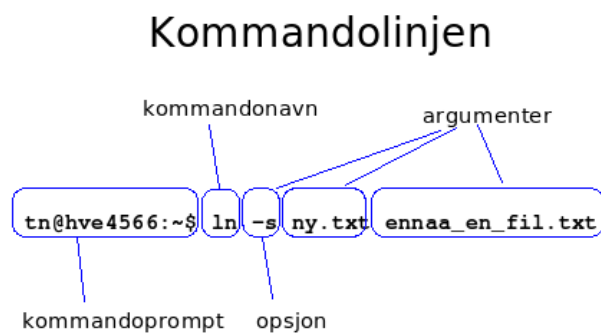 Kommandolinjen
kommandonavn argumenter
tn@hve4566:~$ ln -s ny.txt ennaa_en_fil.txt
kommandoprompt opsjon